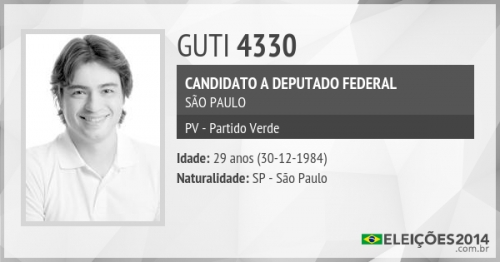 GUTI 4330
CANDIDATO A DEPUTADO FEDERAL
SÃO PAULO
PV - Partido Verde
Idade: 29 anos (30-12-1984)
Naturalidade: SP - São Paulo
ELEIÇÕES2014
.com.br